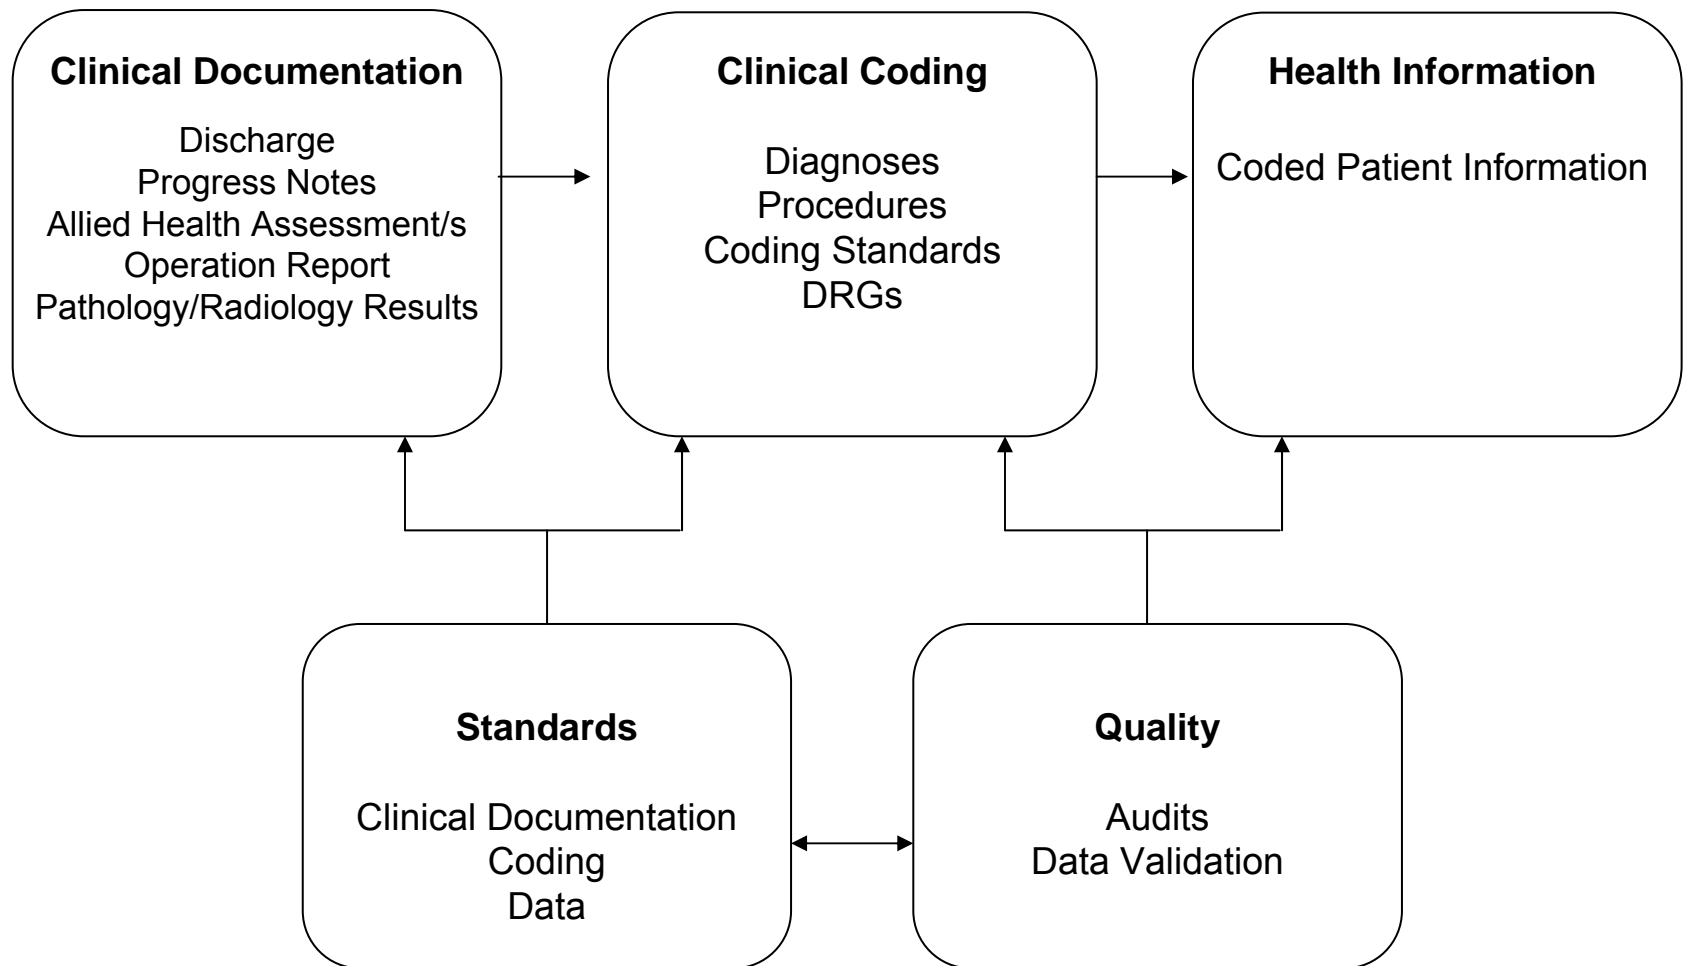 Clinical Documentation
Discharge
Progress Notes
Allied Health Assessment/s
Operation Report
Pathology/Radiology Results
Clinical Coding
Diagnoses
Procedures
Coding Standards
DRGs
Health Information
Coded Patient Information
Standards
Clinical Documentation
Coding
Data
Quality
Audits
Data Validation